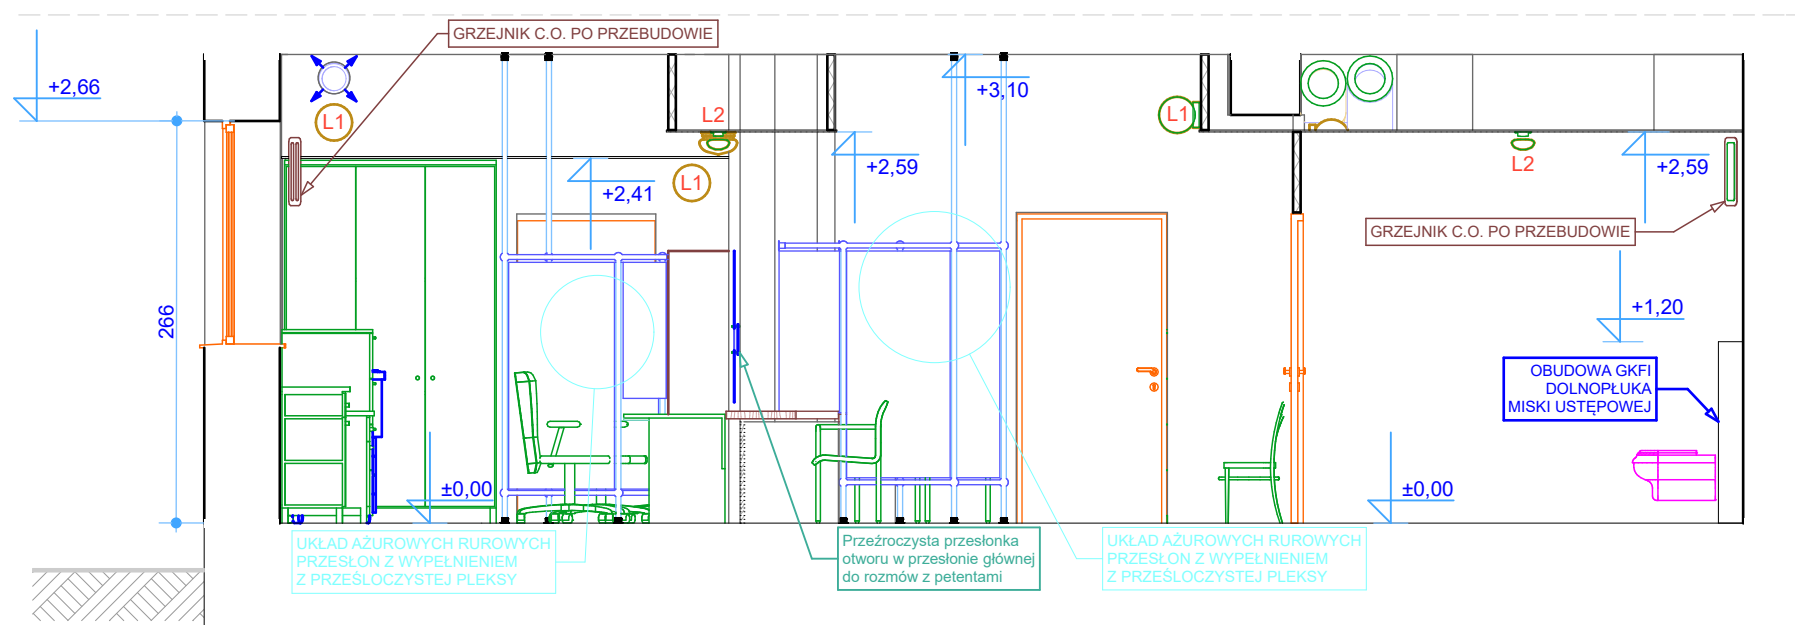 GRZEJNIK C.O. PO PRZEBUDOWIE
+2,66
+3,10
L1
L2
L1
+2,59
+2,59
L2
+2,41
L1
GRZEJNIK C.O. PO PRZEBUDOWIE
266
+1,20
OBUDOWA GKFI
DOLNOPŁUKA
MISKI USTĘPOWEJ
±0,00
±0,00
UKŁAD AŻUROWYCH RUROWYCH
PRZESŁON Z WYPEŁNIENIEM
Z PRZEŚLOCZYSTEJ PLEKSY
Przeźroczysta przesłonka
otworu w przesłonie głównej
do rozmów z petentami
UKŁAD AŻUROWYCH RUROWYCH
PRZESŁON Z WYPEŁNIENIEM
Z PRZEŚLOCZYSTEJ PLEKSY